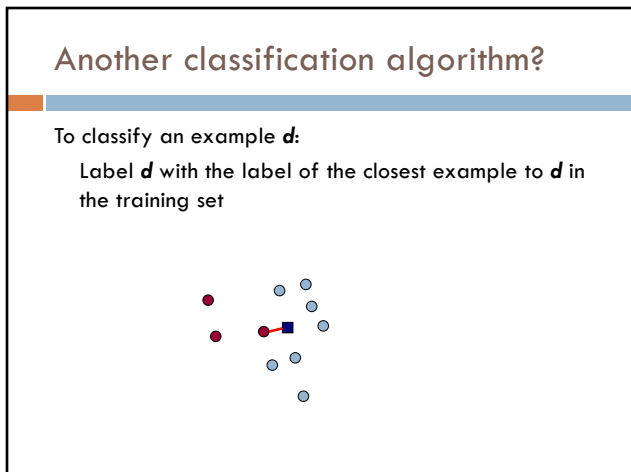 Another classification algorithm?
To classify an example d:
Label d with the label of the closest example to d in
the training set